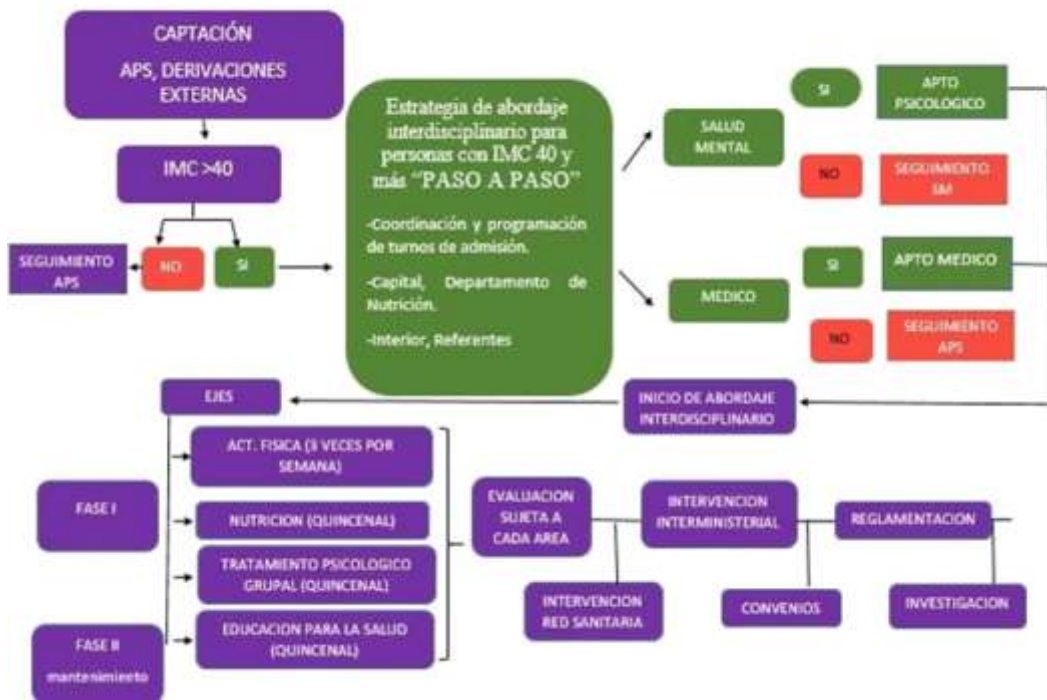 CAPTACIÓN
APS, DERIVACIONES
EXTERNAS
IMC >40
SEGUIMIENTO
APS
NO
SI
Estrategia de abordaje
interdisciplinario para
personas con IMC 40 y
más “PASO A PASO”
-Coordinación y programación
de turnos de admisión.
-Capital, Departamento de
Nutrición.
-Interior, Referentes
SALUD
MENTAL
SI
APTO
PSICOLOGICO
NO
SEGUIMIENTO
SM
MEDICO
SI
APTO MEDICO
NO
SEGUIMIENTO
APS
INICIO DE ABORDAJE
INTERDISCIPLINARIO
EJES
FASE I
FASE II
mantenimiento
ACT. FISICA (3 VECES POR
SEMANA)
NUTRICION (QUINCENAL)
TRATAMIENTO PSICOLOGICO
GRUPAL (QUINCENAL)
EDUCACION PARA LA SALUD
(QUINCENAL)
EVALUACION
SUJETA A
CADA AREA
INTERVENCION
RED SANITARIA
INTERVENCION
INTERMINISTERIAL
CONVENIOS
REGLAMENTACION
INVESTIGACION